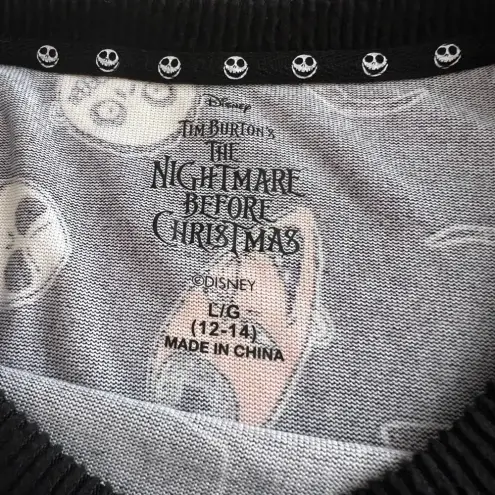 Disney
TIM BURTON'S
THE
NIGHTMARE
BEFORE
CHRISTMAS
©DISNEY
L/G
(12-14)
MADE IN CHINA